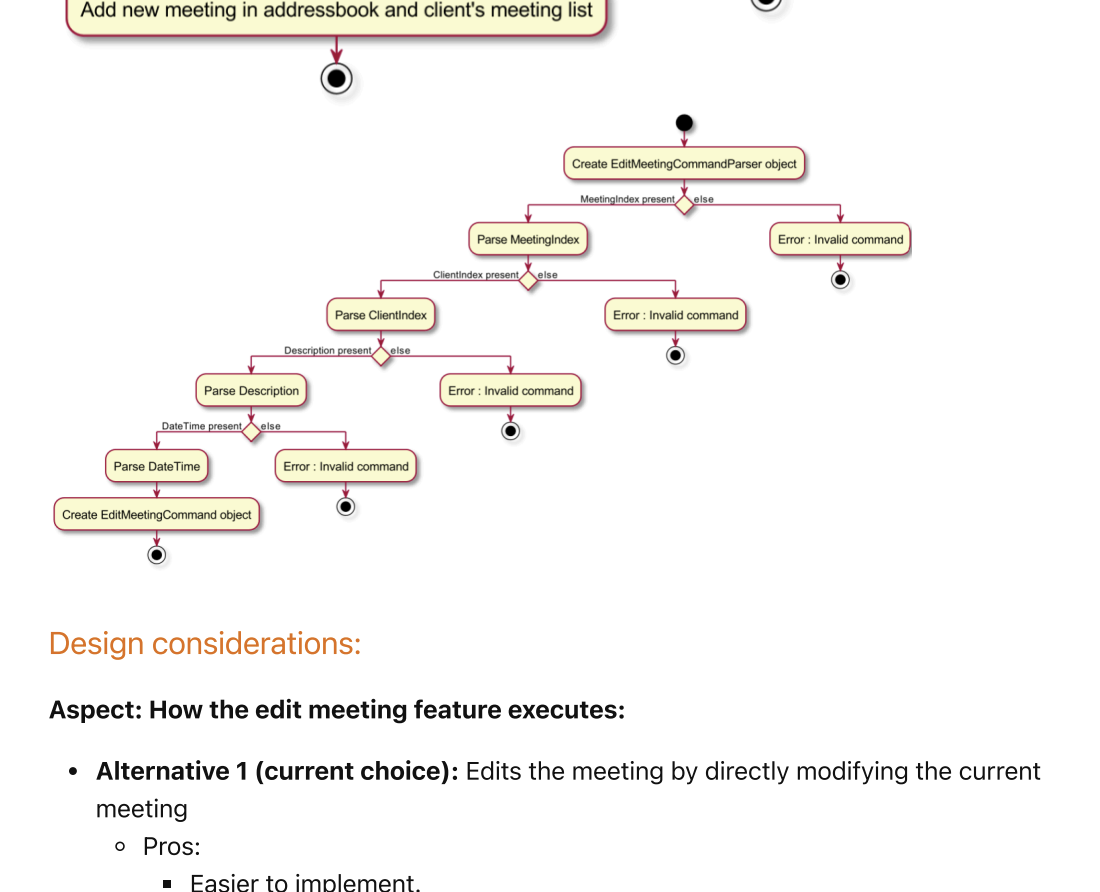 Add new meeting in addressbook and client's meeting list
Create EditMeetingCommandParser object
MeetingIndex present
else
Parse MeetingIndex
Error : Invalid command
ClientIndex present
else
Parse ClientIndex
Error : Invalid command
Description present
else
Parse Description
Error : Invalid command
DateTime present
else
Parse DateTime
Error : Invalid command
Create EditMeetingCommand object
Design considerations:
Aspect: How the edit meeting feature executes:
Alternative 1 (current choice): Edits the meeting by directly modifying the current
meeting
Pros:
Easier to implement.